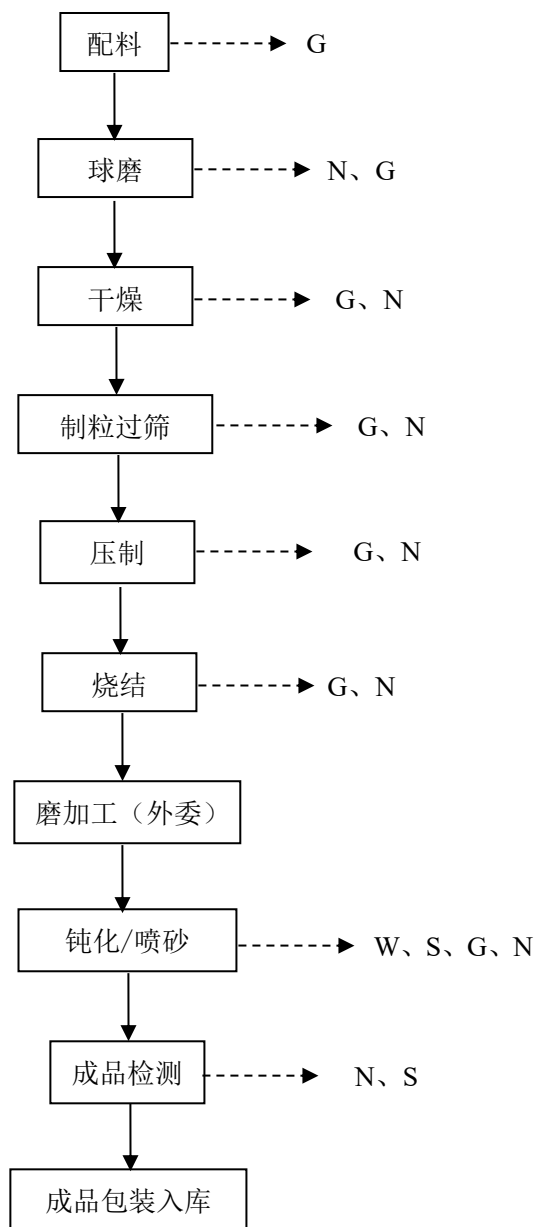 配料 G
球磨 N、G
干燥 G、N
制粒过筛 G、N
压制 G、N
烧结 G、N
磨加工（外委）
钝化/喷砂 W、S、G、N
成品检测 N、S
成品包装入库